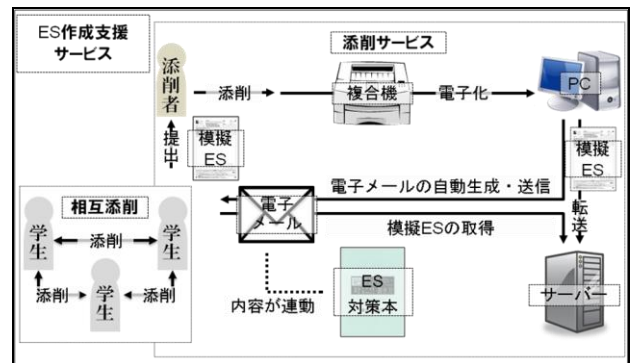 ES作成支援
サービス
添削サービス
添削者
添削
複合機
電子化
PC
提出
模擬
ES
模擬
ES
転送
電子メールの自動生成・送信
電子
メール
模擬ESの取得
相互添削
学生
添削
学生
添削
学生
添削
内容が連動
ES
対策本
サーバー